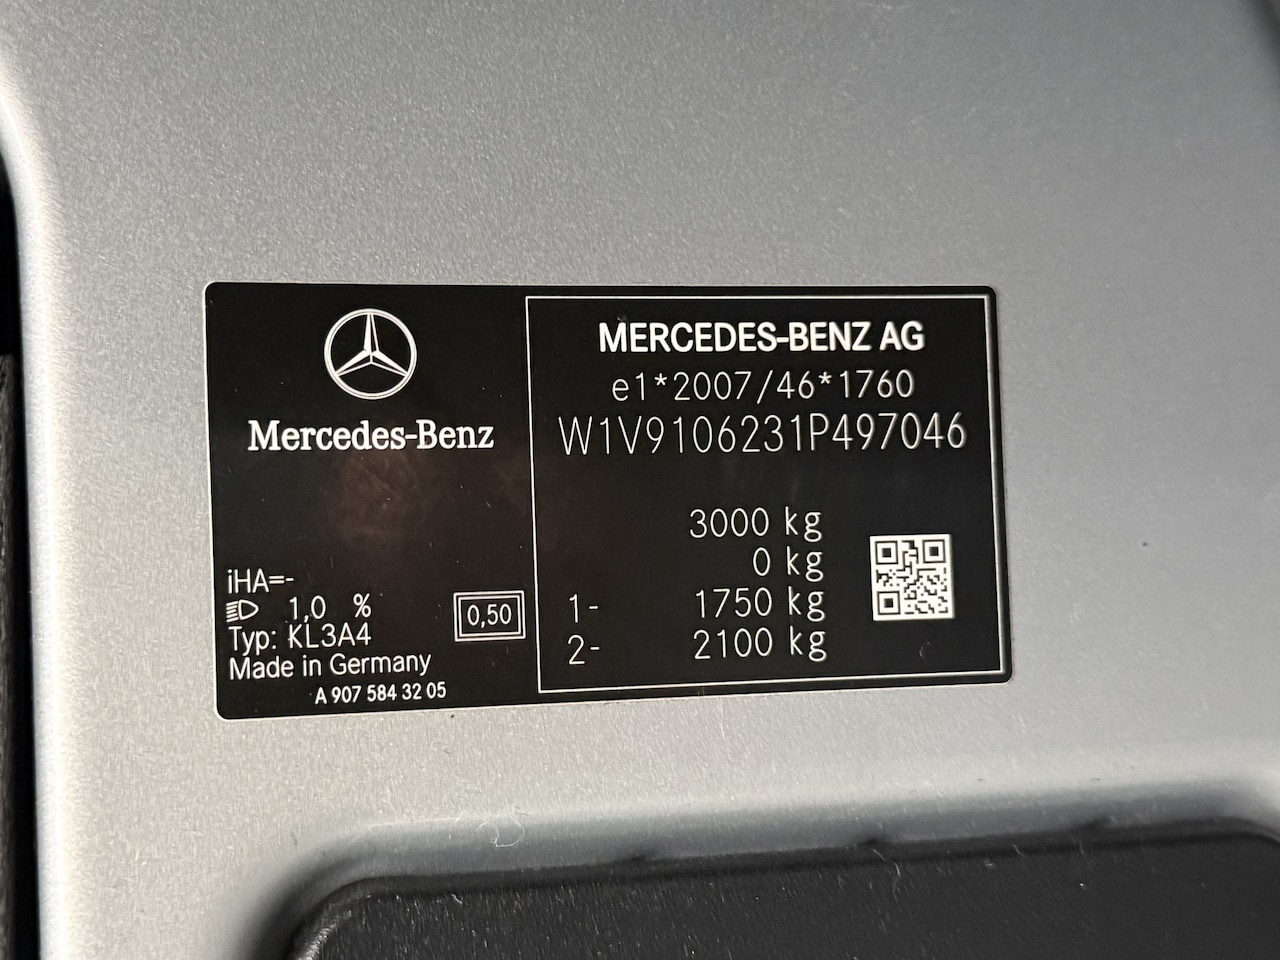 Mercedes-Benz
iHA=-
1,0 %
Typ: KL3A4
Made in Germany
A 907 584 32 05
0,50
MERCEDES-BENZ AG
e1*2007/46*1760
W1V9106231P497046
3000 kg
0 kg
1- 1750 kg
2- 2100 kg